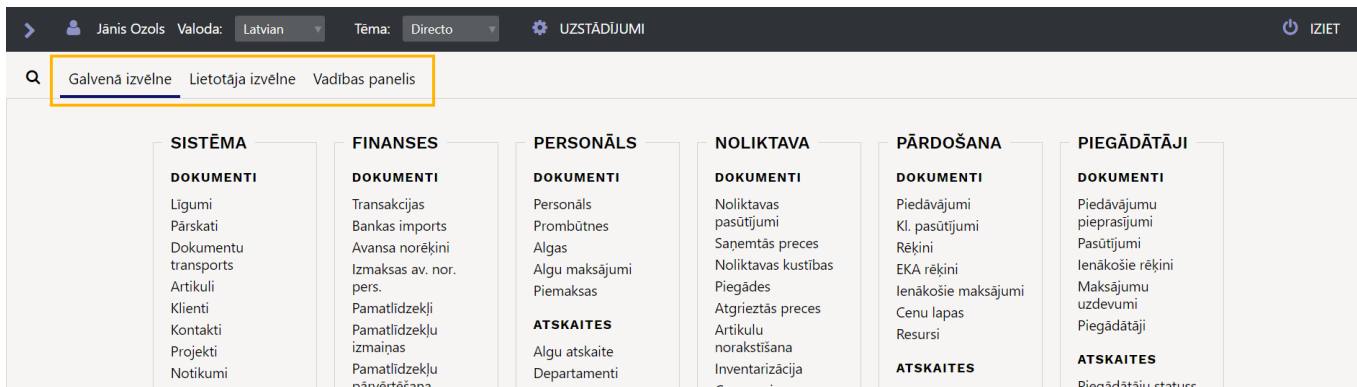 Jānis Ozols Valoda: Latvian Tēma: Directo UZSTĀDĪJUMI IZIET
Galvenā izvēlne Lietotāja izvēlne Vadības panelis
SISTĒMA
DOKUMENTI
Līgumi
Pārskati
Dokumentu
transports
Artikuli
Klienti
Kontakti
Projekti
Notikumi
FINANSES
DOKUMENTI
Transakcijas
Bankas imports
Avansa norēķini
Izmaksas av. nor.
pers.
Pamatlīdzekļi
Pamatlīdzekļu
izmaiņas
Pamatlīdzekļu
pārvērtēšana
PERSONĀLS
DOKUMENTI
Personāls
Prombūtnes
Algas
Algu maksājumi
Piemaksas
ATSKAITES
Algu atskaite
Departamenti
NOLIKTAVA
DOKUMENTI
Noliktavas
pasūtījumi
Saņemtās preces
Noliktavas kustības
Piegādes
Atgrieztās preces
Artikulu
norakstīšana
Inventarizācija
PĀRDOŠANA
DOKUMENTI
Piedāvājumi
Kl. pasūtījumi
Rēķini
EKA rēķini
Ienākošie maksājumi
Cenu lapas
Resursi
ATSKAITES
PIEGĀDĀTĀJI
DOKUMENTI
Piedāvājumu
pieprasījumi
Pasūtījumi
Ienākošie rēķini
Maksājumu
uzdevumi
Piegādātāji
ATSKAITES
Piegādātāju statuss